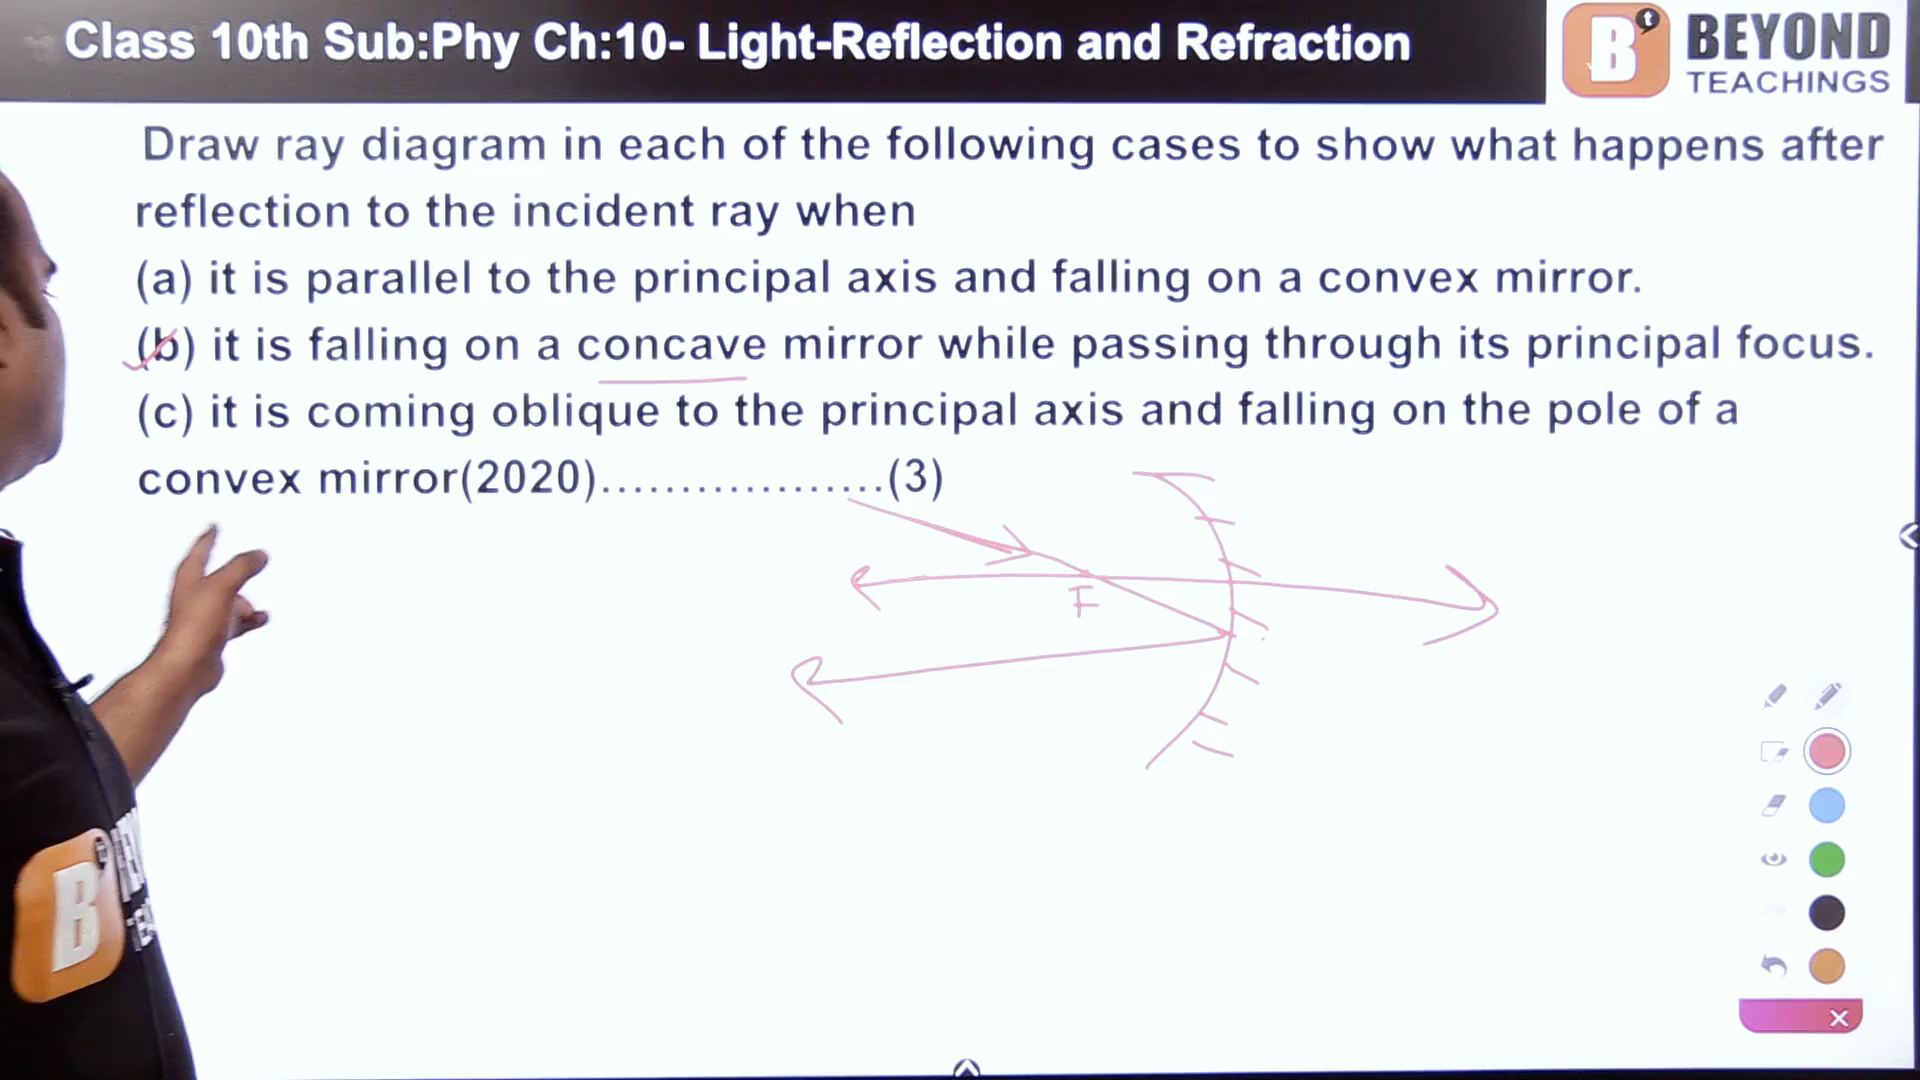 Class 10th Sub:Phy Ch:10- Light-Reflection and Refraction
B t BEYOND
TEACHINGS
Draw ray diagram in each of the following cases to show what happens after
reflection to the incident ray when
(a) it is parallel to the principal axis and falling on a convex mirror.
(b) it is falling on a concave mirror while passing through its principal focus.
(c) it is coming oblique to the principal axis and falling on the pole of a
convex mirror(2020)..................(3)
F
B